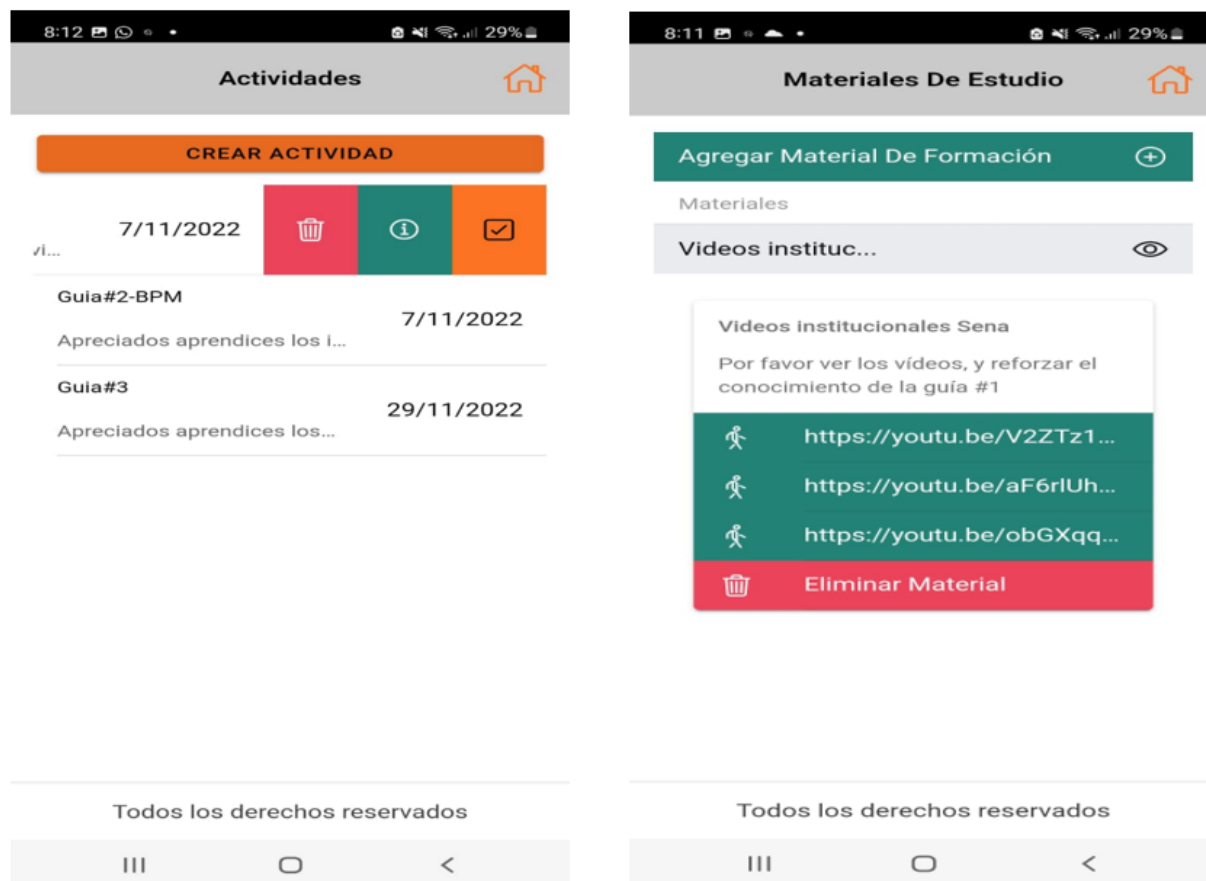 8:12
29%
Actividades
CREAR ACTIVIDAD
7/11/2022
vi...
Guia#2-BPM
7/11/2022
Apreciados aprendices los i...
Guia#3
29/11/2022
Apreciados aprendices los...
Todos los derechos reservados
8:11
29%
Materiales De Estudio
Agregar Material De Formación
Materiales
Videos instituc...
Videos institucionales Sena
Por favor ver los vídeos, y reforzar el
conocimiento de la guía #1
https://youtu.be/V2ZTz1...
https://youtu.be/aF6rlUh...
https://youtu.be/obGXqq...
Eliminar Material
Todos los derechos reservados